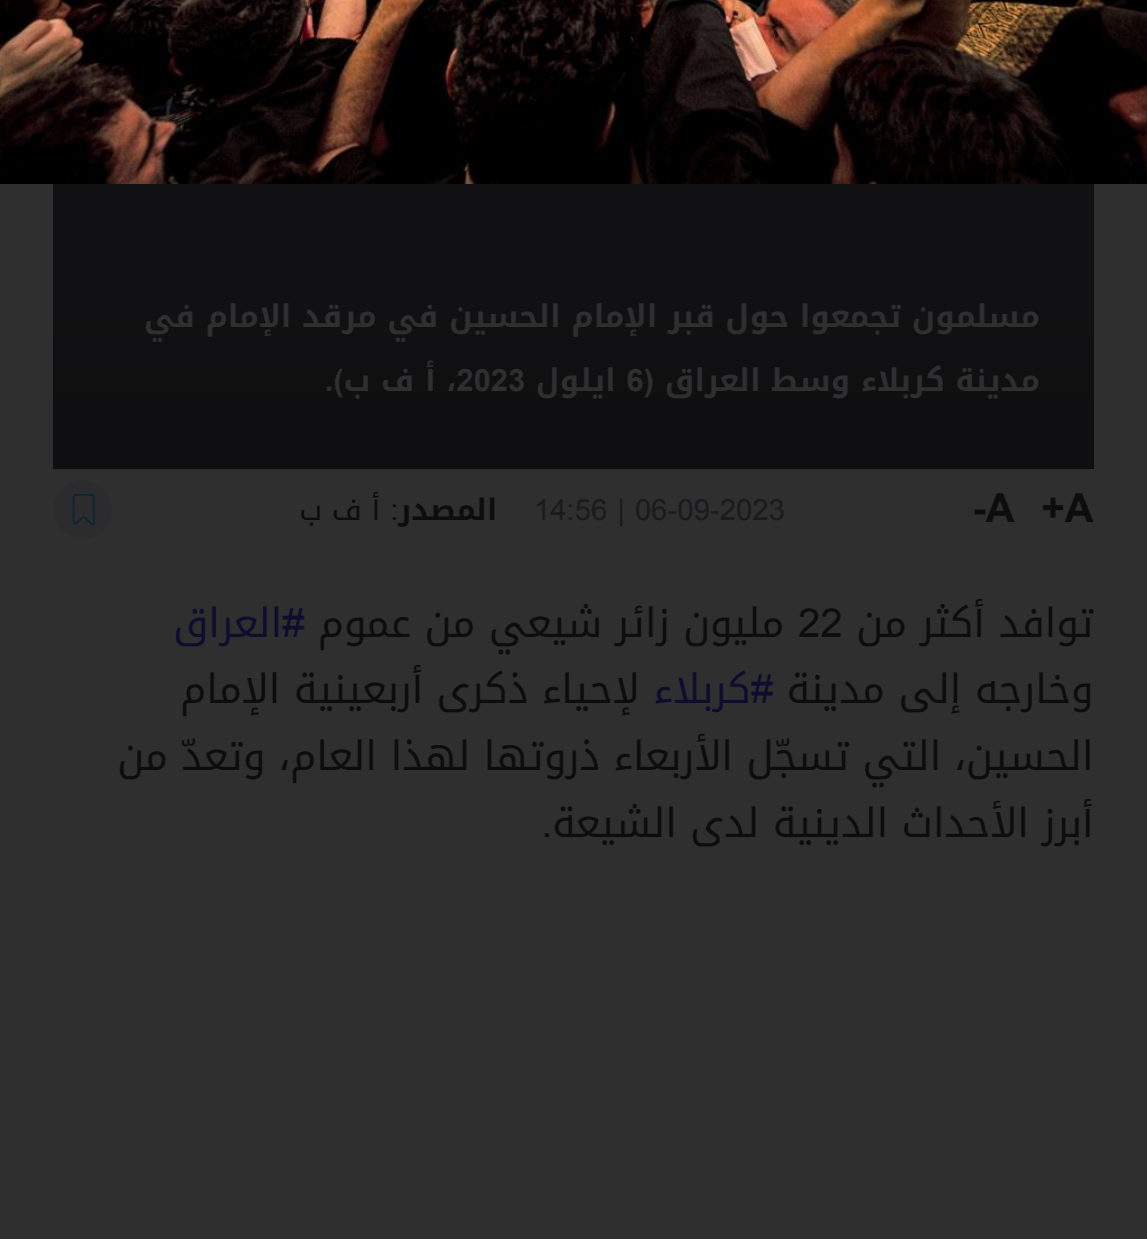 مسلمون تجمعوا حول قبر الإمام الحسين في مرقد الإمام في
مدينة كربلاء وسط العراق (6 ايلول 2023، أ ف ب).
A+ A- 06-09-2023 | 14:56 المصدر: أ ف ب
توافد أكثر من 22 مليون زائر شيعي من عموم #العراق
وخارجه إلى مدينة #كربلاء لإحياء ذكرى أربعينية الإمام
الحسين، التي تسجّل الأربعاء ذروتها لهذا العام، وتعدّ من
أبرز الأحداث الدينية لدى الشيعة.